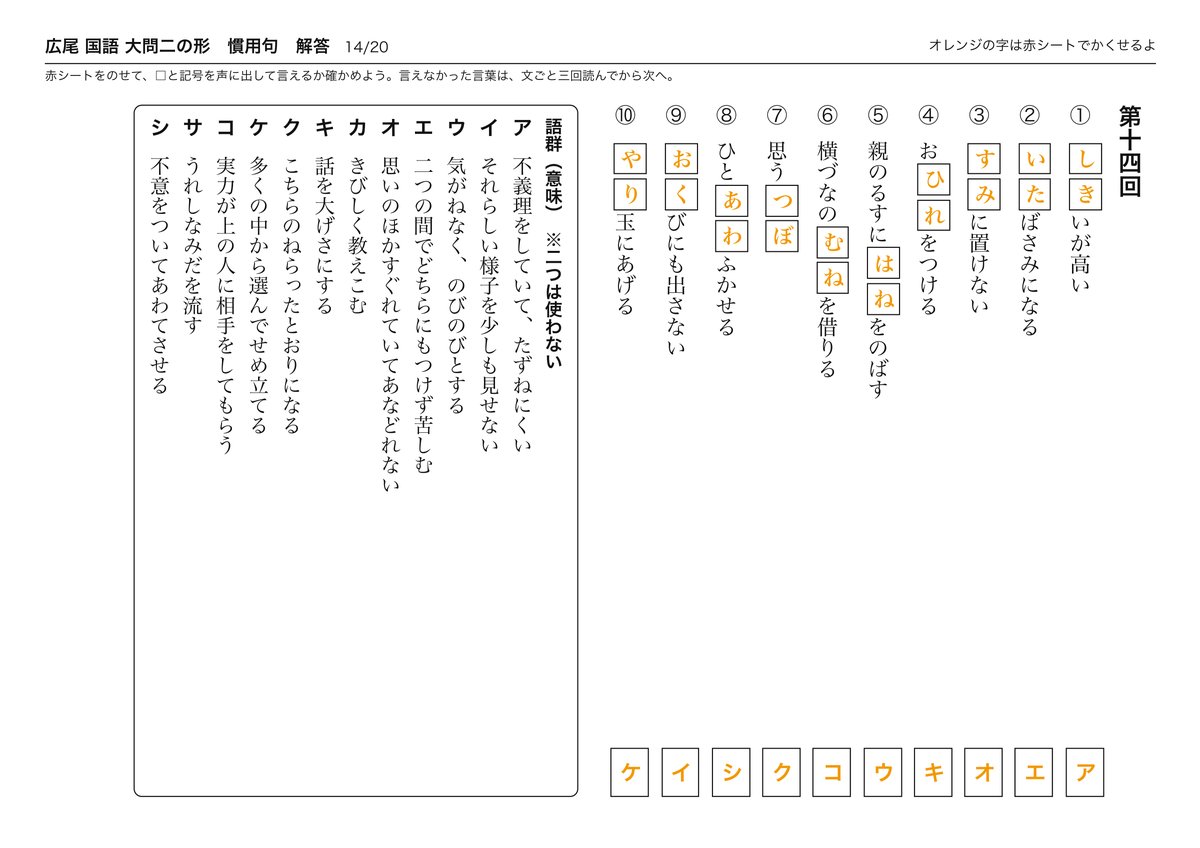 広尾 国語 大問二の形　慣用句　解答 14/20
オレンジの字は赤シートでかくせるよ
赤シートをのせて、□と記号を声に出して言えるか確かめよう。言えなかった言葉は、文ごと三回読んでから次へ。
第十四回
① しきいが高い ア
② いたばさみになる エ
③ すみに置けない オ
④ おひれをつける キ
⑤ 親のるすにはねをのばす ウ
⑥ 横づなのむねを借りる コ
⑦ 思うつぼ ク
⑧ ひとあわふかせる シ
⑨ おくびにも出さない イ
⑩ やり玉にあげる ケ
語群（意味）　※二つは使わない
ア　不義理をしていて、たずねにくい
イ　それらしい様子を少しも見せない
ウ　気がねなく、のびのびとする
エ　二つの間でどちらにもつけず苦しむ
オ　思いのほかすぐれていてあなどれない
カ　きびしく教えこむ
キ　話を大げさにする
ク　こちらのねらったとおりになる
ケ　多くの中から選んでせめ立てる
コ　実力が上の人に相手をしてもらう
サ　うれしなみだを流す
シ　不意をついてあわてさせる